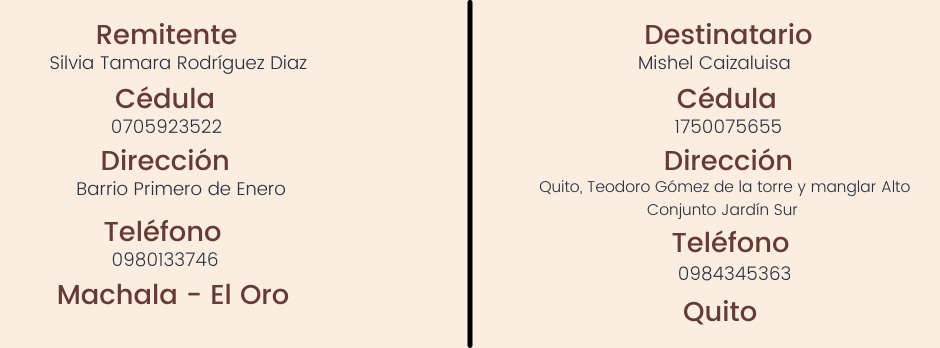 Remitente
Silvia Tamara Rodríguez Diaz
Cédula
0705923522
Dirección
Barrio Primero de Enero
Teléfono
0980133746
Machala - El Oro
Destinatario
Mishel Caizaluisa
Cédula
1750075655
Dirección
Quito, Teodoro Gómez de la torre y manglar Alto
Conjunto Jardín Sur
Teléfono
0984345363
Quito